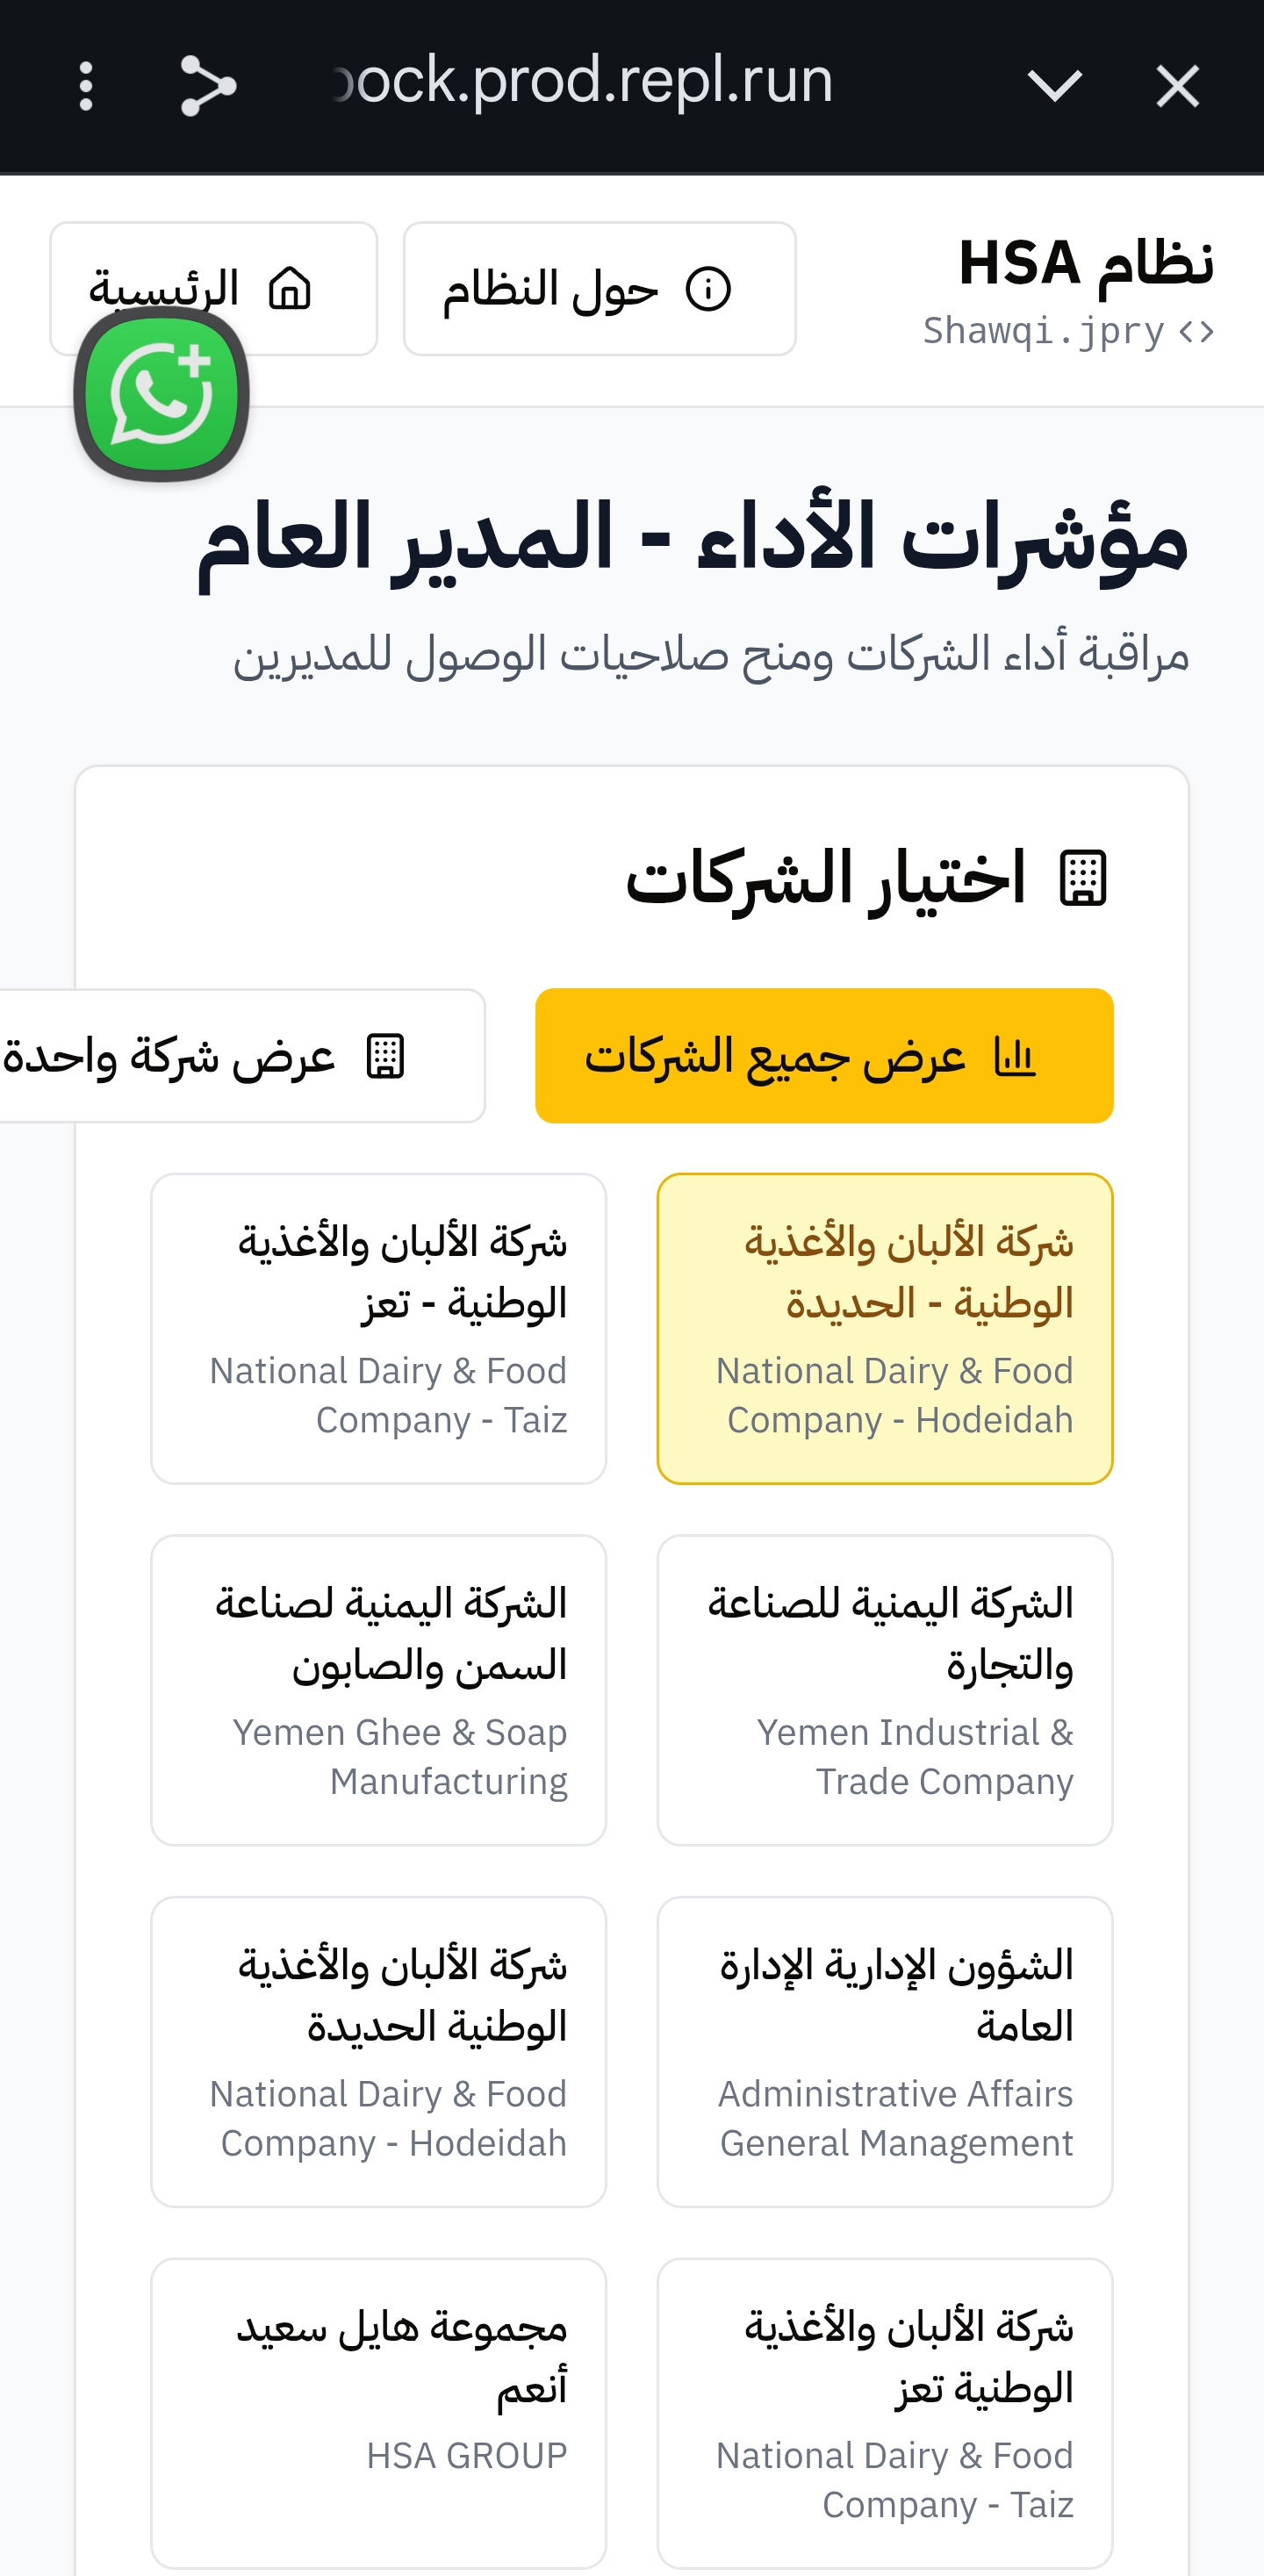 ock.prod.repl.run
نظام HSA
Shawqi.jpry
حول النظام
الرئيسية
مؤشرات الأداء - المدير العام
مراقبة أداء الشركات ومنح صلاحيات الوصول للمديرين
اختيار الشركات
عرض جميع الشركات
عرض شركة واحدة
شركة الألبان والأغذية
الوطنية - الحديدة
National Dairy & Food
Company - Hodeidah
شركة الألبان والأغذية
الوطنية - تعز
National Dairy & Food
Company - Taiz
الشركة اليمنية للصناعة
والتجارة
Yemen Industrial &
Trade Company
الشركة اليمنية لصناعة
السمن والصابون
Yemen Ghee & Soap
Manufacturing
الشؤون الإدارية الإدارة
العامة
Administrative Affairs
General Management
شركة الألبان والأغذية
الوطنية الحديدة
National Dairy & Food
Company - Hodeidah
شركة الألبان والأغذية
الوطنية تعز
National Dairy & Food
Company - Taiz
مجموعة هايل سعيد
أنعم
HSA GROUP